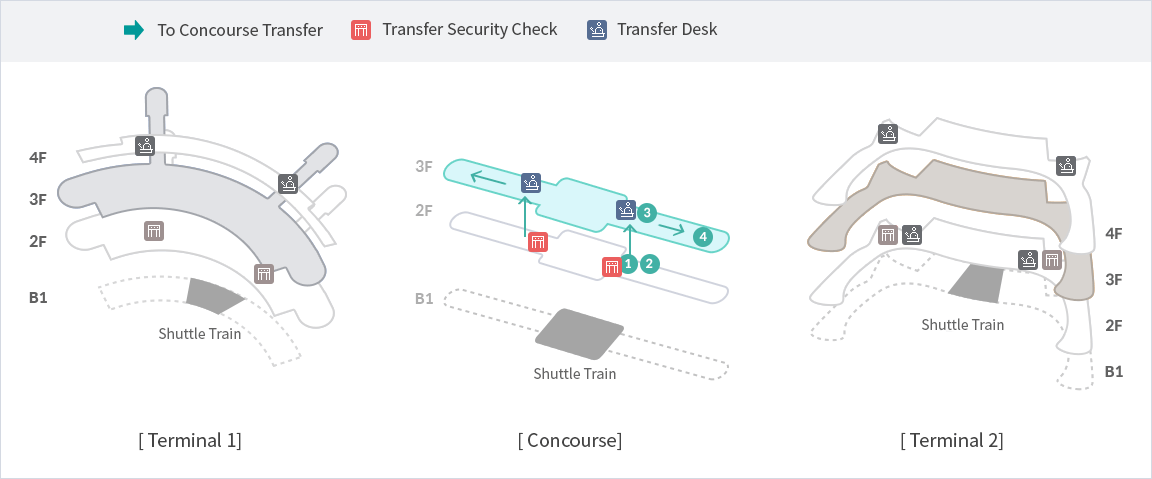 To Concourse Transfer
Transfer Security Check
Transfer Desk
4F
3F
2F
B1
Shuttle Train
[ Terminal 1]
3F
2F
B1
3
4
1
2
Shuttle Train
[ Concourse]
4F
3F
2F
B1
Shuttle Train
[ Terminal 2]